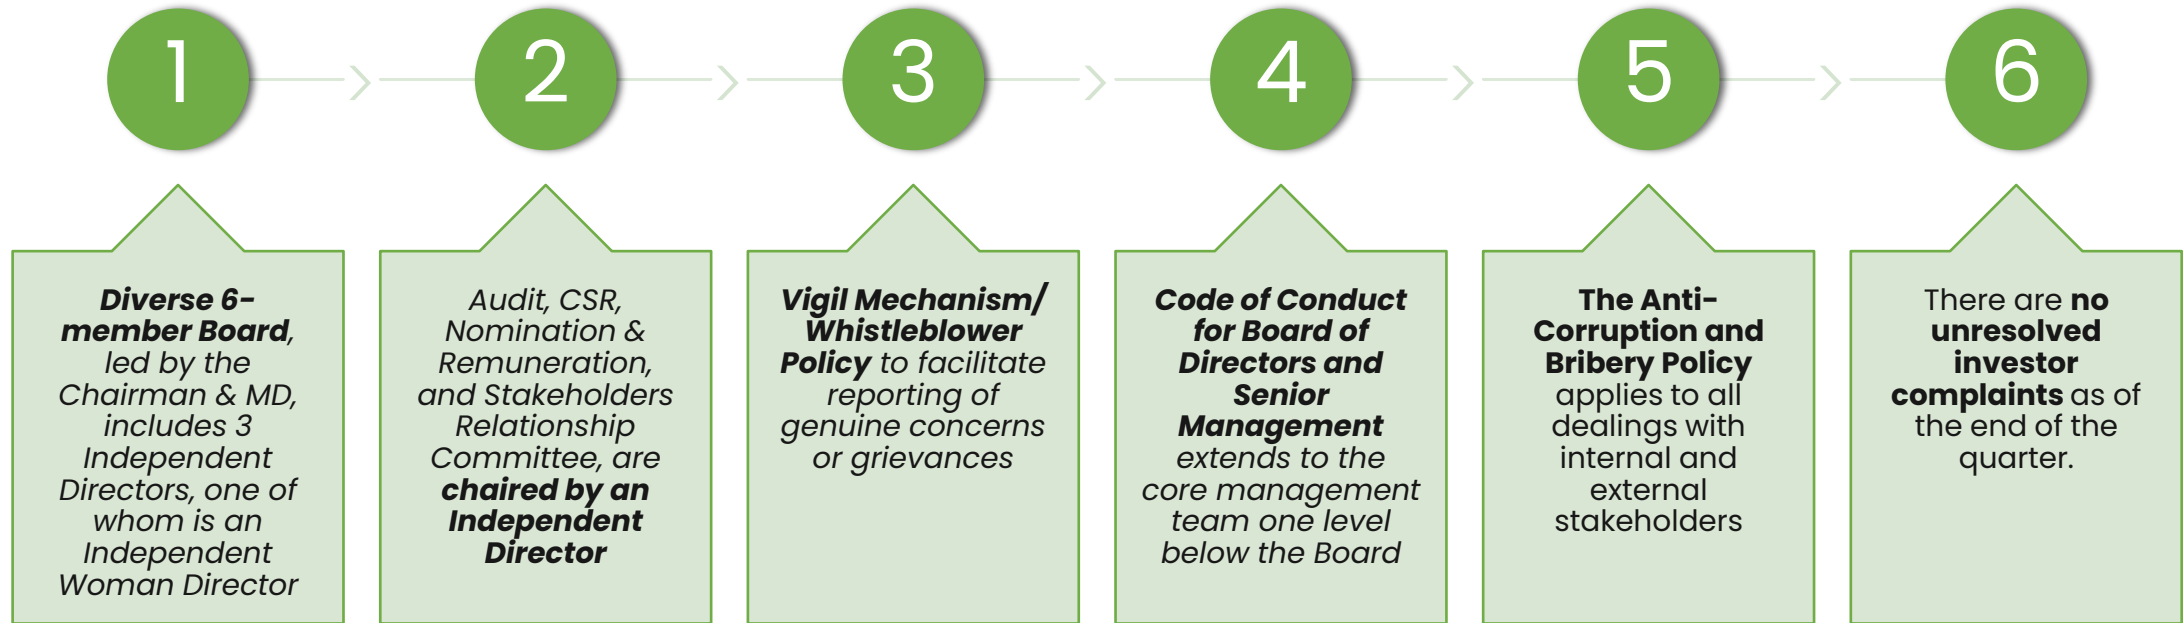 1
2
3
4
5
6
Diverse 6-
member Board,
led by the
Chairman & MD,
includes 3
Independent
Directors, one of
whom is an
Independent
Woman Director
Audit, CSR,
Nomination &
Remuneration,
and Stakeholders
Relationship
Committee, are
chaired by an
Independent
Director
Vigil Mechanism/
Whistleblower
Policy to facilitate
reporting of
genuine concerns
or grievances
Code of Conduct
for Board of
Directors and
Senior
Management
extends to the
core management
team one level
below the Board
The Anti-
Corruption and
Bribery Policy
applies to all
dealings with
internal and
external
stakeholders
There are no
unresolved
investor
complaints as of
the end of the
quarter.